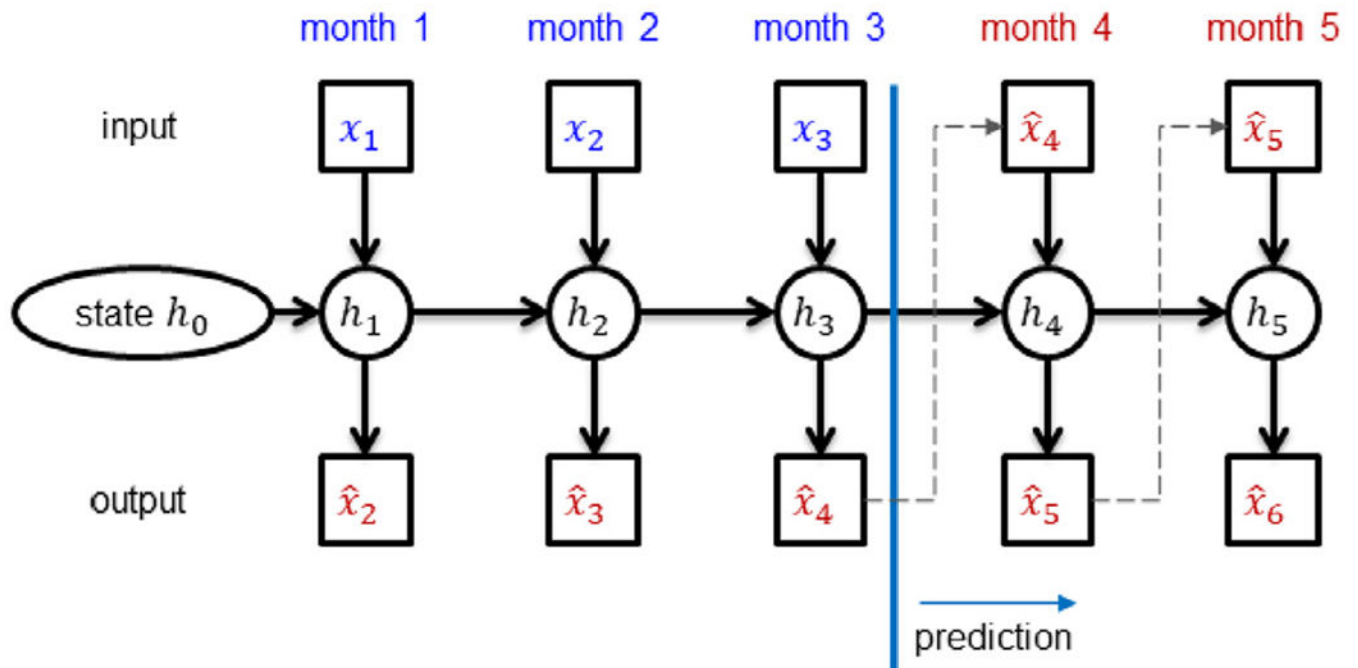 month 1 month 2 month 3 month 4 month 5
input x₁ x₂ x₃ x̂₄ x̂₅
state h₀ h₁ h₂ h₃ h₄ h₅
output x̂₂ x̂₃ x̂₄ x̂₅ x̂₆
prediction